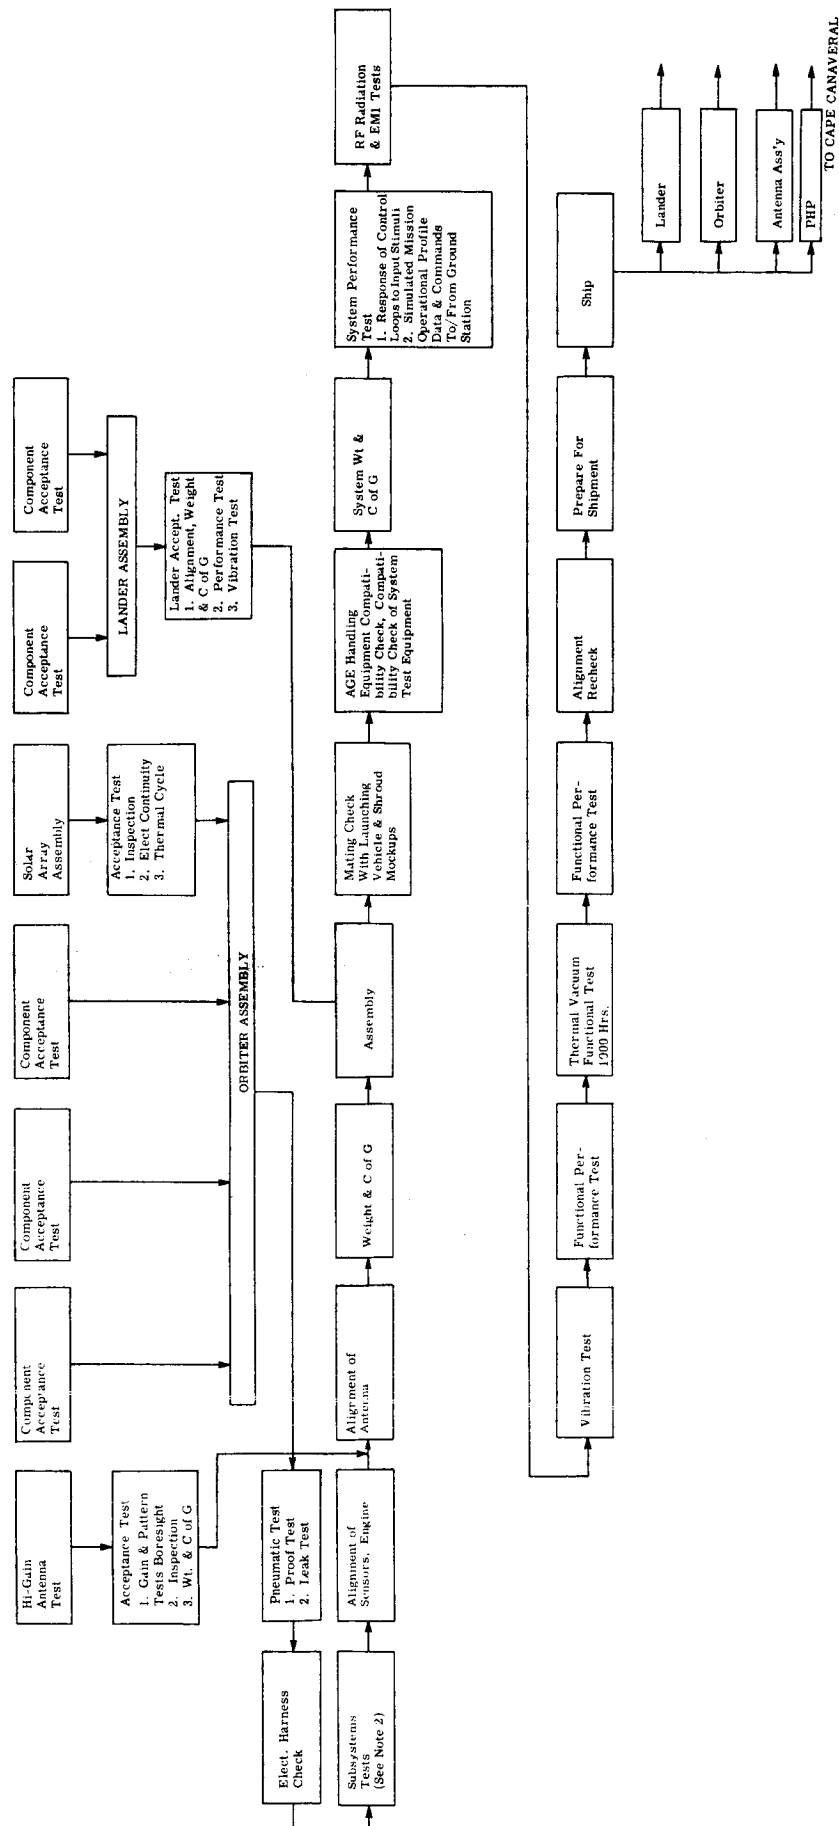 Hi-Gain
Antenna
Test
Component
Acceptance
Test
Component
Acceptance
Test
Component
Acceptance
Test
Solar
Array
Assembly
Component
Acceptance
Test
Component
Acceptance
Test
Acceptance Test
1. Gain & Pattern
Tests Boresight
2. Inspection
3. Wt. & C of G
Acceptance Test
1. Inspection
2. Elect Continuity
3. Thermal Cycle
LANDER ASSEMBLY
Lander Accept. Test
1. Alignment, Weight
& C of G
2. Performance Test
3. Vibration Test
ORBITER ASSEMBLY
Elect. Harness
Check
Pneumatic Test
1. Proof Test
2. Leak Test
Subsystems
Tests
(See Note 2)
Alignment of
Sensors, Engine
Alignment of
Antenna
Weight & C of G
Assembly
Mating Check
With Launching
Vehicle & Shroud
Mockups
AGE Handling
Equipment Compati-
bility Check, Compati-
bility Check of System
Test Equipment
System Wt &
C of G
System Performance
Test
1. Response of Control
Loops to Input Stimuli
2. Simulated Mission
Operational Profile
Data & Commands
To/From Ground
Station
RF Radiation
& EMI Tests
Vibration Test
Functional Per-
formance Test
Thermal Vacuum
Functional Test
1000 Hrs.
Functional Per-
formance Test
Alignment
Recheck
Prepare For
Shipment
Ship
Lander
Orbiter
Antenna Ass'y
PHP
TO CAPE CANAVERAL